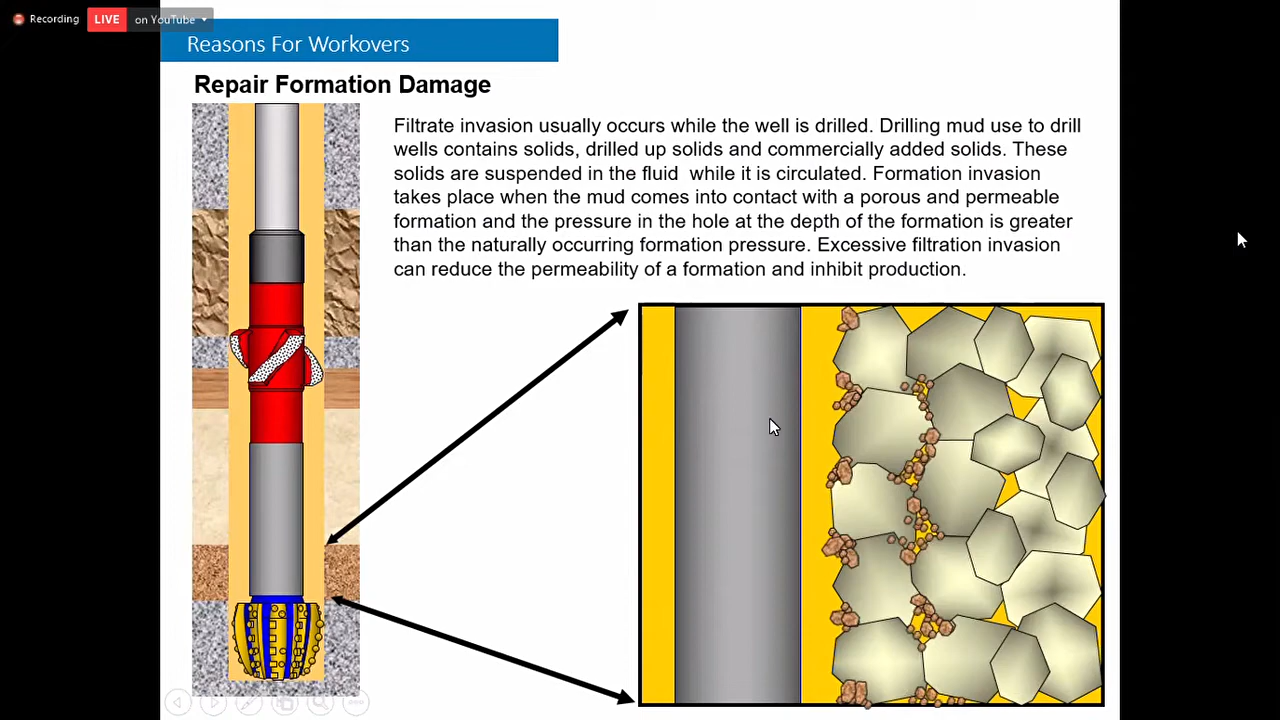 Recording
LIVE
on YouTube
Reasons For Workovers
Repair Formation Damage
Filtrate invasion usually occurs while the well is drilled. Drilling mud use to drill
wells contains solids, drilled up solids and commercially added solids. These
solids are suspended in the fluid  while it is circulated. Formation invasion
takes place when the mud comes into contact with a porous and permeable
formation and the pressure in the hole at the depth of the formation is greater
than the naturally occurring formation pressure. Excessive filtration invasion
can reduce the permeability of a formation and inhibit production.